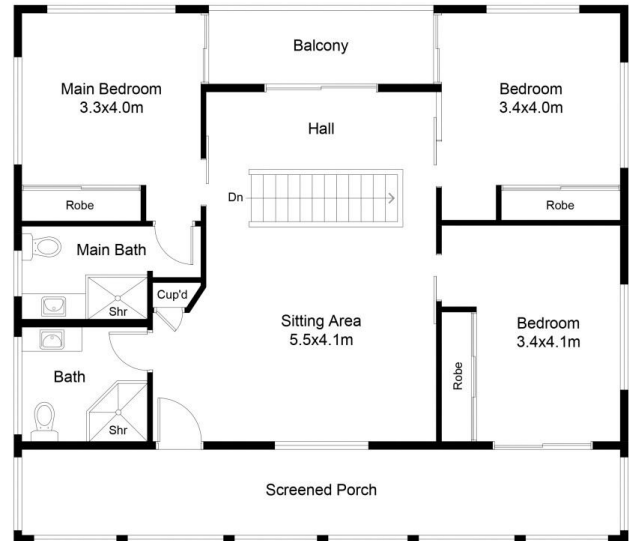 Balcony
Main Bedroom
3.3x4.0m
Bedroom
3.4x4.0m
Hall
Dn
Robe
Robe
Main Bath
Shr
Cup'd
Sitting Area
5.5x4.1m
Bedroom
3.4x4.1m
Robe
Bath
Shr
Screened Porch